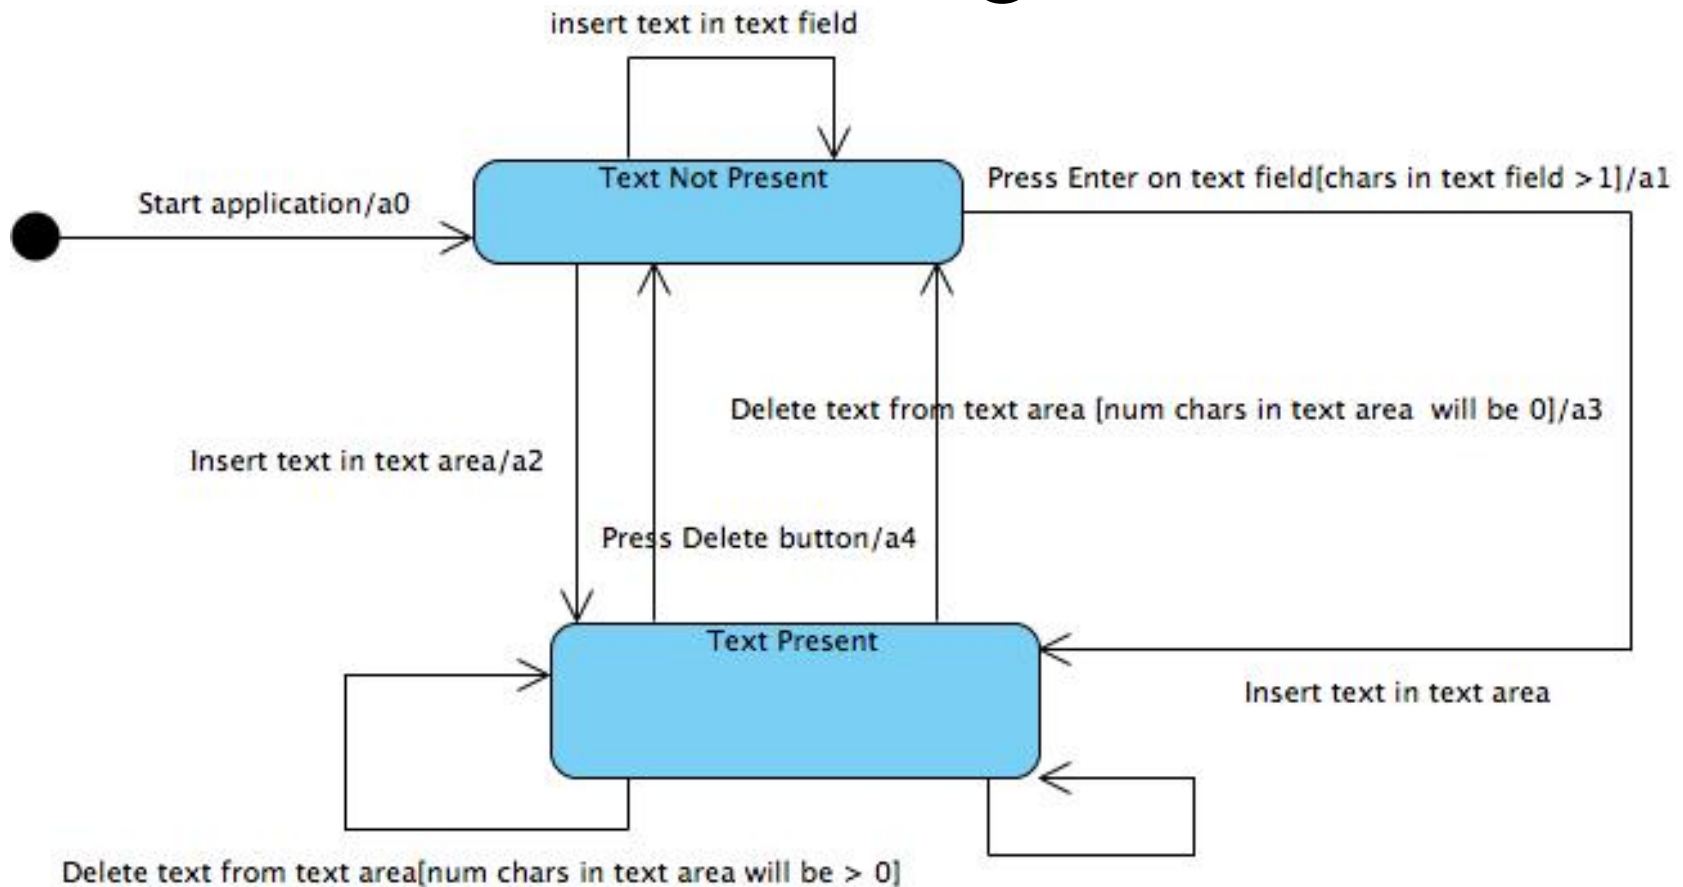 insert text in text field
Text Not Present
Press Enter on text field[chars in text field >1]/a1
Start application/a0
Delete text from text area [num chars in text area  will be 0]/a3
Insert text in text area/a2
Press Delete button/a4
Text Present
Insert text in text area
Delete text from text area[num chars in text area will be > 0]